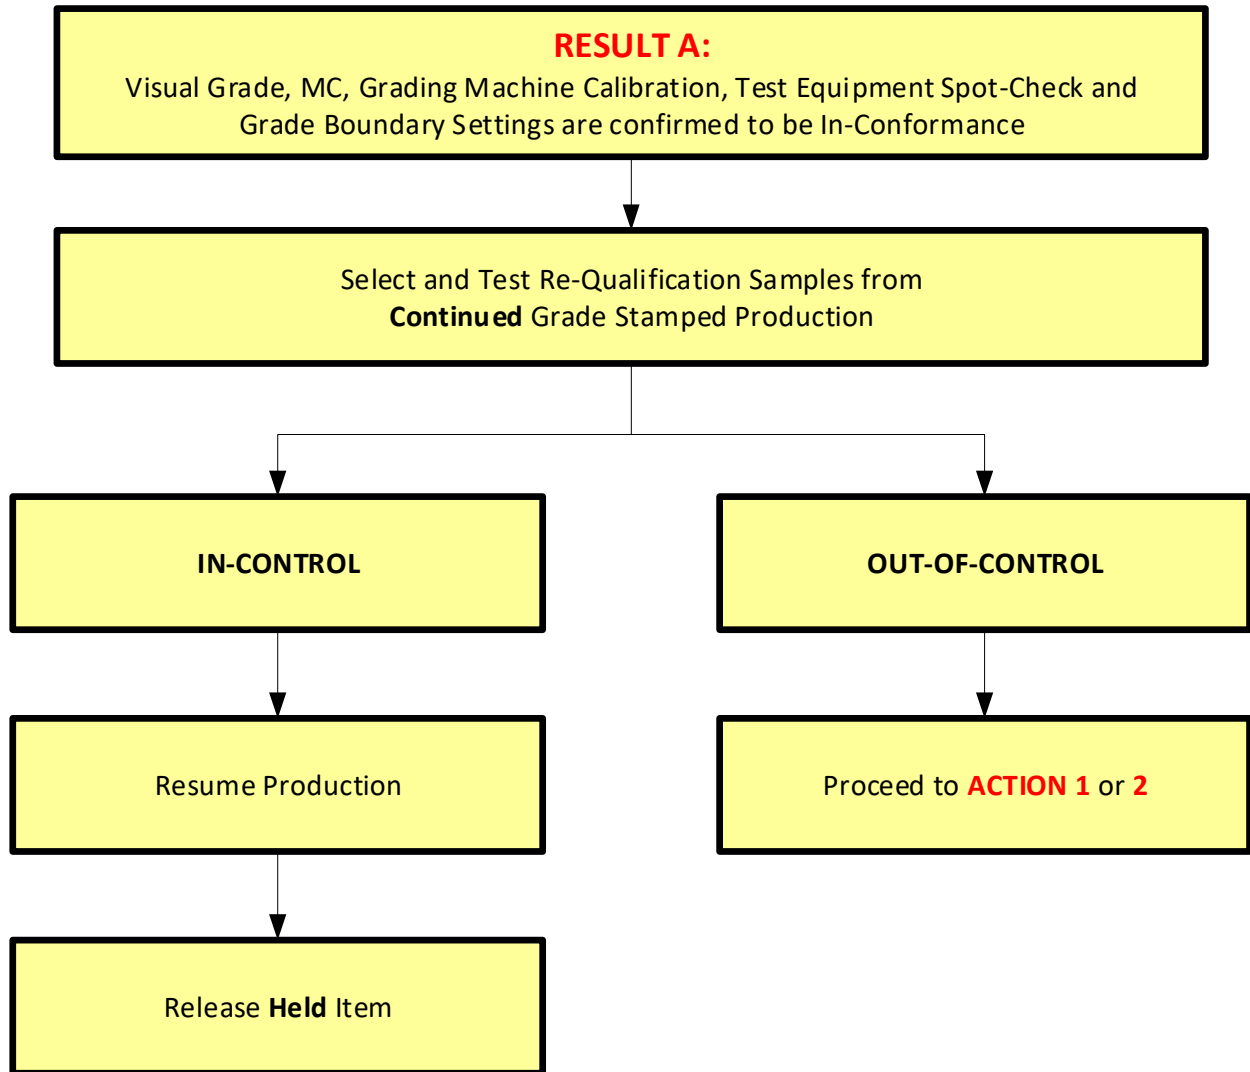 RESULT A:
Visual Grade, MC, Grading Machine Calibration, Test Equipment Spot-Check and
Grade Boundary Settings are confirmed to be In-Conformance
Select and Test Re-Qualification Samples from
Continued Grade Stamped Production
IN-CONTROL
OUT-OF-CONTROL
Resume Production
Proceed to ACTION 1 or 2
Release Held Item